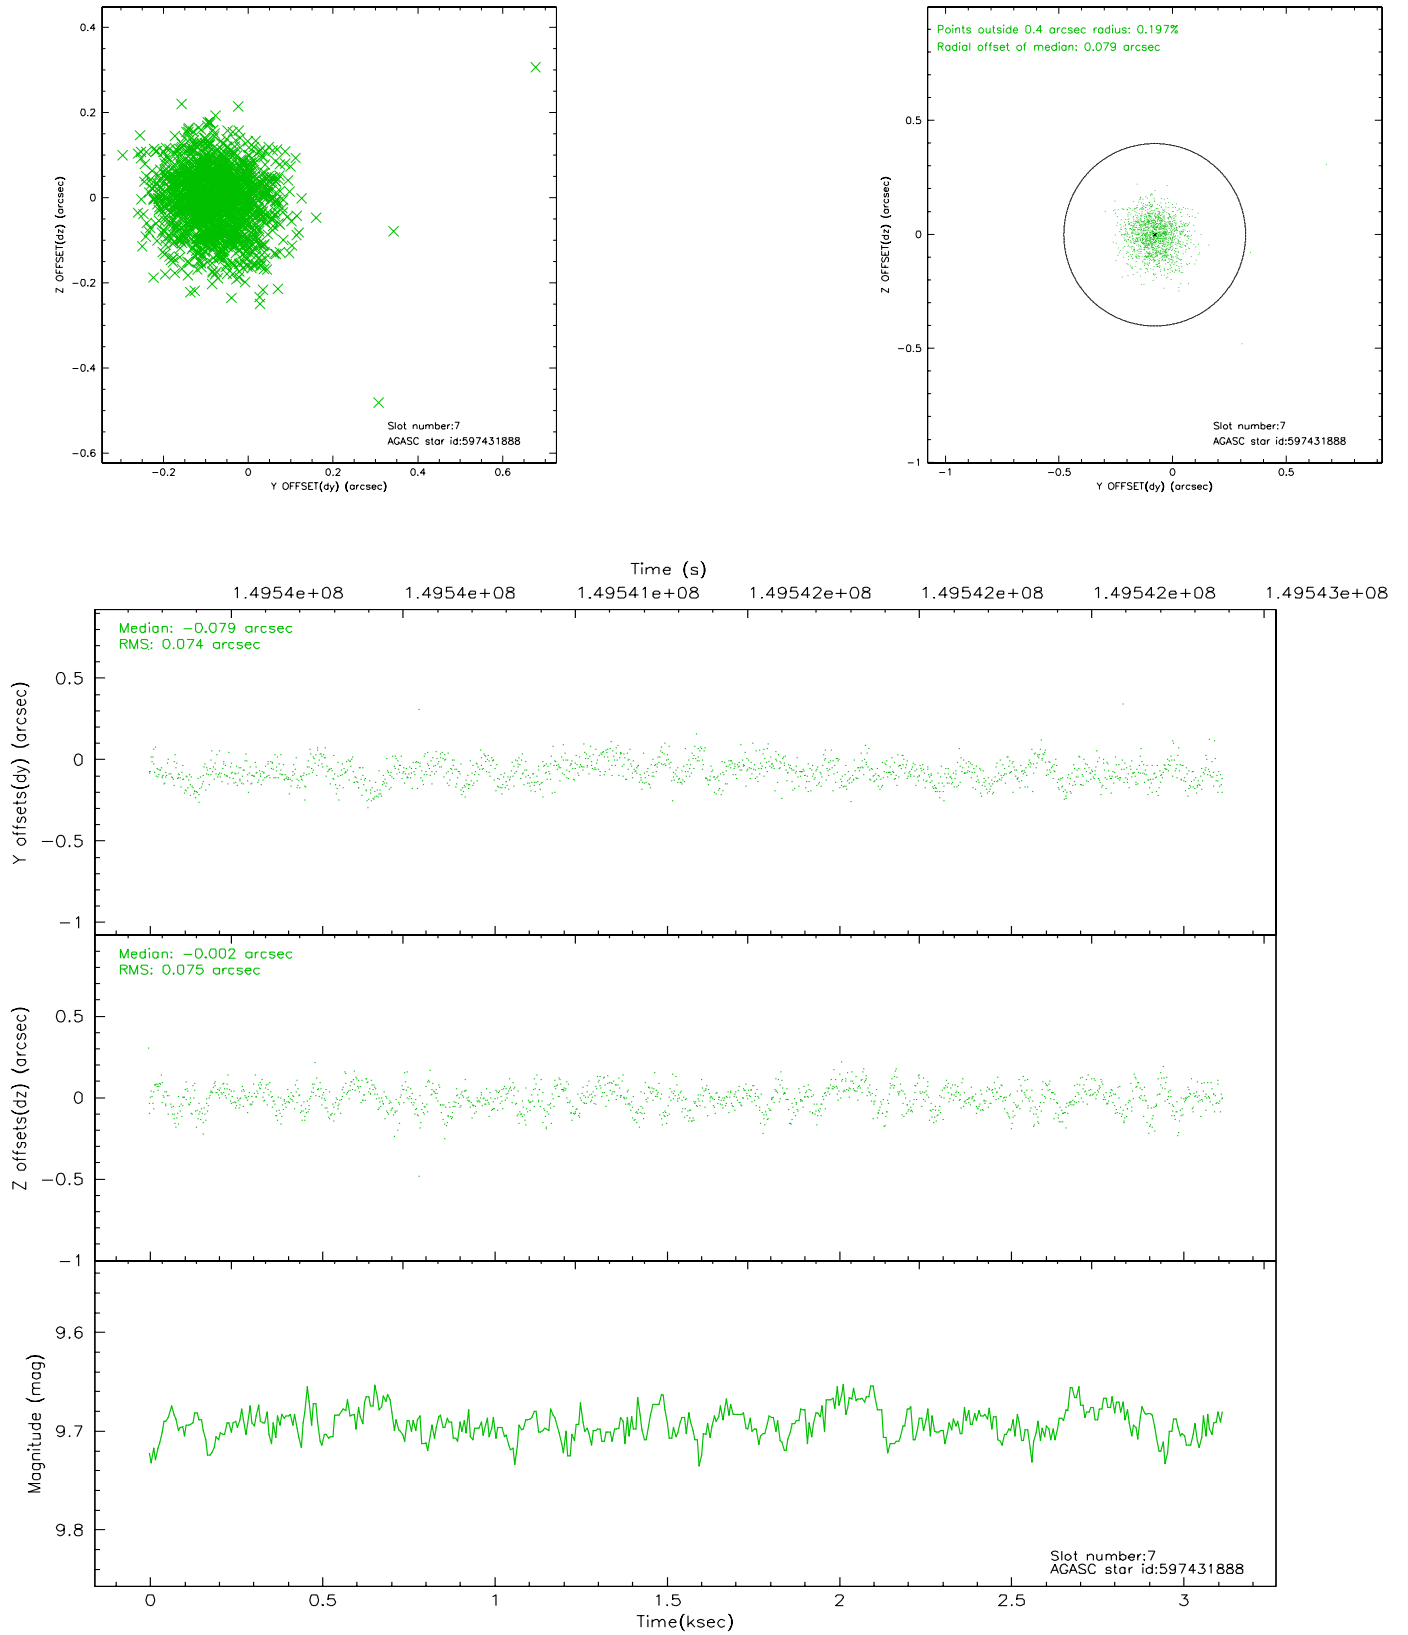 0.4
0.2
0
−0.2
−0.4
−0.6
Z OFFSET(dz) (arcsec)
−0.2 0 0.2 0.4 0.6
Y OFFSET(dy) (arcsec)
Slot number:7
AGASC star id:597431888
Points outside 0.4 arcsec radius: 0.197%
Radial offset of median: 0.079 arcsec
0.5
0
−0.5
−1
Z OFFSET(dz) (arcsec)
−1 −0.5 0 0.5
Y OFFSET(dy) (arcsec)
Slot number:7
AGASC star id:597431888
Time (s)
1.4954e+08 1.4954e+08 1.49541e+08 1.49542e+08 1.49542e+08 1.49542e+08 1.49543e+08
Median: −0.079 arcsec
RMS: 0.074 arcsec
0.5
0
−0.5
−1
Y offsets(dy) (arcsec)
Median: −0.002 arcsec
RMS: 0.075 arcsec
0.5
0
−0.5
−1
Z offsets(dz) (arcsec)
9.6
9.7
9.8
Magnitude (mag)
Slot number:7
AGASC star id:597431888
0 0.5 1 1.5 2 2.5 3
Time(ksec)